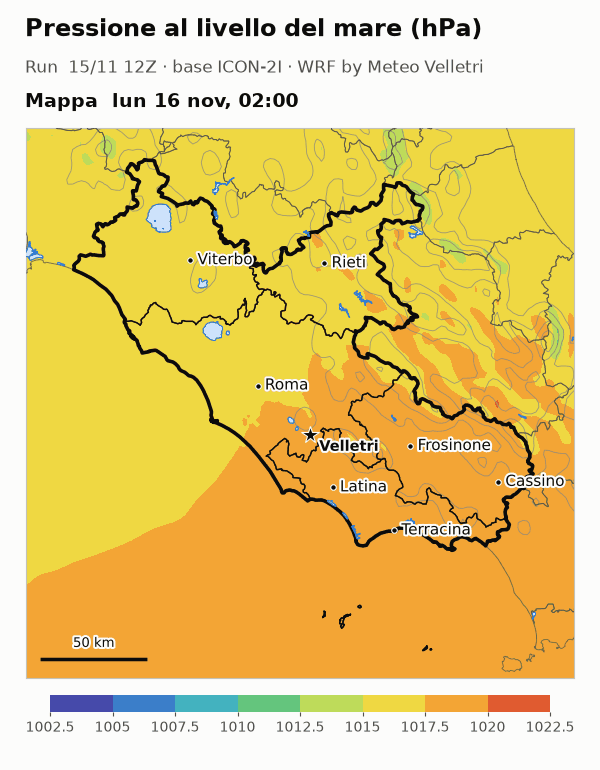 Pressione al livello del mare (hPa)
Run  15/11 12Z · base ICON-2I · WRF by Meteo Velletri
Mappa  lun 16 nov, 02:00
Viterbo
Rieti
Roma
Velletri
Frosinone
Cassino
Latina
Terracina
50 km
1002.5 1005 1007.5 1010 1012.5 1015 1017.5 1020 1022.5